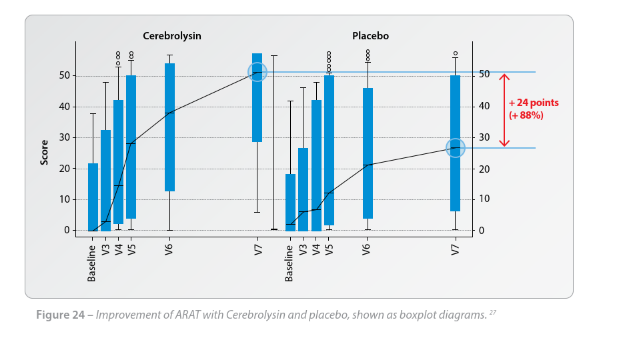 Cerebrolysin
Placebo
Score
50
40
30
20
10
0
50
40
30
20
10
0
+ 24 points
(+ 88%)
Baseline
V3
V4
V5
V6
V7
Baseline
V3
V4
V5
V6
V7
Figure 24 – Improvement of ARAT with Cerebrolysin and placebo, shown as boxplot diagrams. 27